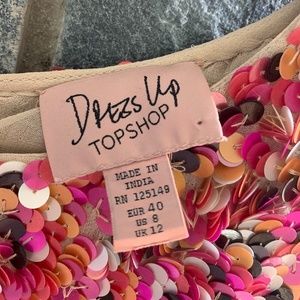 Dress Up
TOPSHOP
MADE IN
INDIA
RN 125149
EUR 40
US 8
UK 12